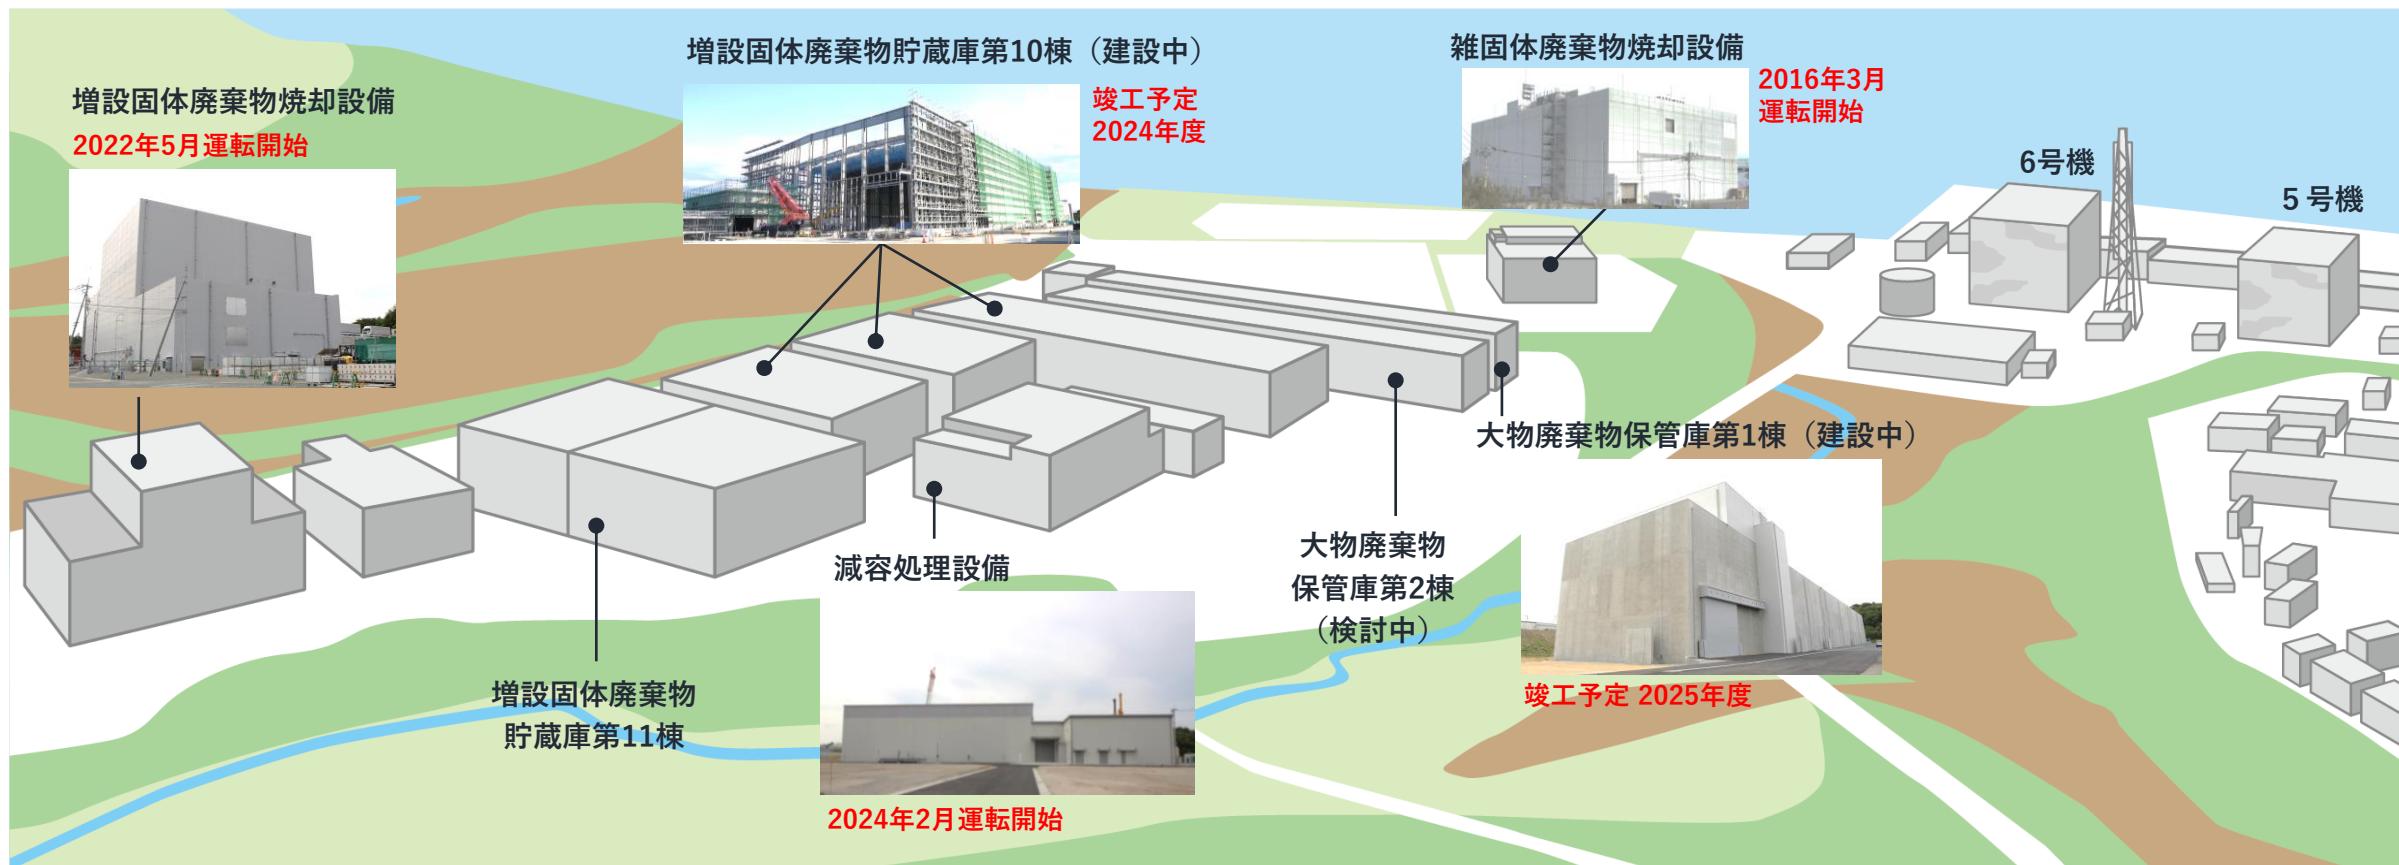 増設固体廃棄物焼却設備
2022年5月運転開始
増設固体廃棄物貯蔵庫第10棟（建設中）
竣工予定
2024年度
雑固体廃棄物焼却設備
2016年3月
運転開始
6号機
５号機
大物廃棄物保管庫第1棟（建設中）
竣工予定 2025年度
大物廃棄物
保管庫第2棟
（検討中）
減容処理設備
2024年2月運転開始
増設固体廃棄物
貯蔵庫第11棟